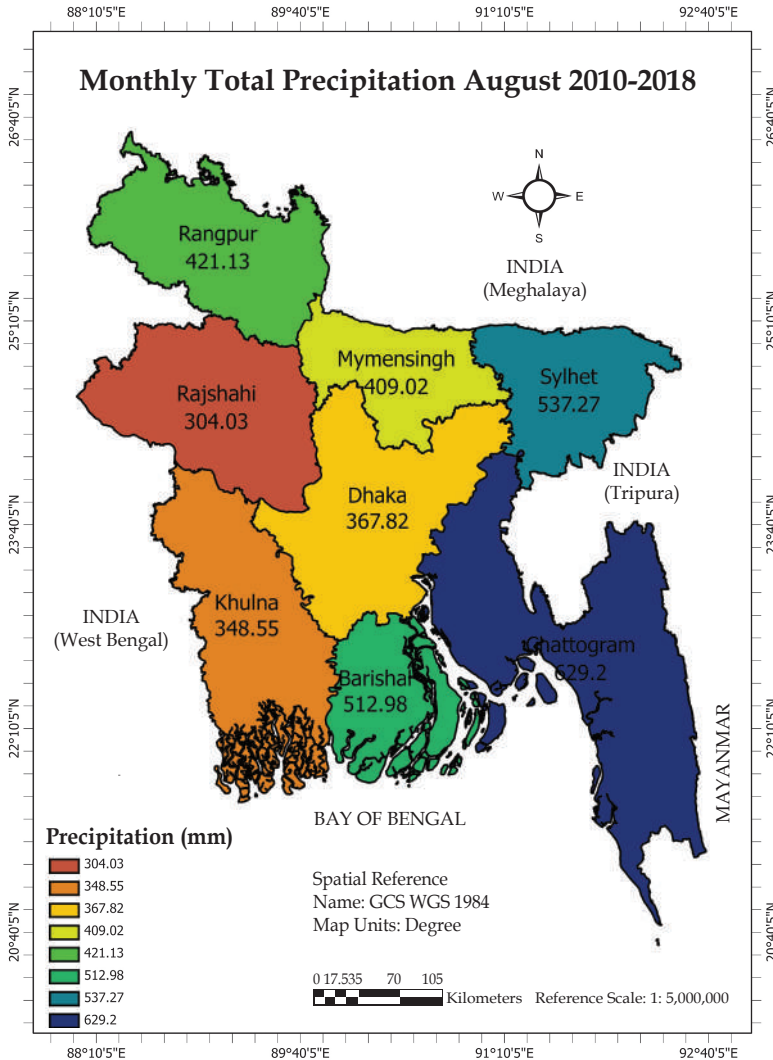 88°10'5"E 89°40'5"E 91°10'5"E 92°40'5"E
Monthly Total Precipitation August 2010-2018
26°40'5"N 26°40'5"N
N
W E
S
Rangpur
421.13
INDIA
(Meghalaya)
25°10'5"N 25°10'5"N
Mymensingh
409.02
Sylhet
537.27
Rajshahi
304.03
INDIA
(Tripura)
Dhaka
367.82
23°40'5"N 23°40'5"N
Khulna
348.55
INDIA
(West Bengal)
Chattogram
629.2
Barishal
512.98
22°10'5"N 22°10'5"N
MAYANMAR
BAY OF BENGAL
Precipitation (mm)
304.03
348.55
367.82
409.02
421.13
512.98
537.27
629.2
Spatial Reference
Name: GCS WGS 1984
Map Units: Degree
20°40'5"N 20°40'5"N
0 17.535 70 105
Kilometers Reference Scale: 1: 5,000,000
88°10'5"E 89°40'5"E 91°10'5"E 92°40'5"E